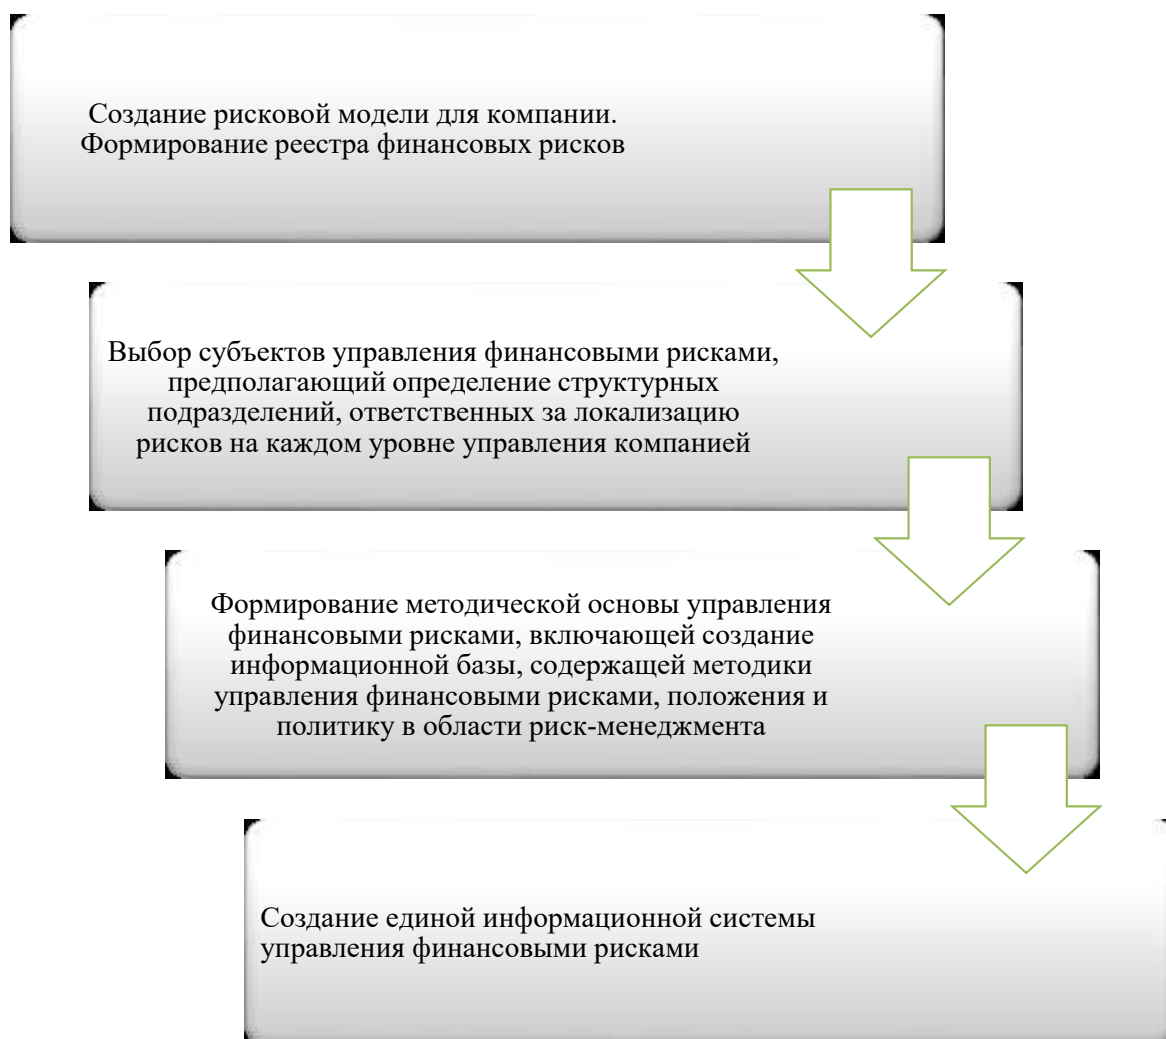 Создание рисковой модели для компании.
Формирование реестра финансовых рисков
Выбор субъектов управления финансовыми рисками,
предполагающий определение структурных
подразделений, ответственных за локализацию
рисков на каждом уровне управления компанией
Формирование методической основы управления
финансовыми рисками, включающей создание
информационной базы, содержащей методики
управления финансовыми рисками, положения и
политику в области риск-менеджмента
Создание единой информационной системы
управления финансовыми рисками